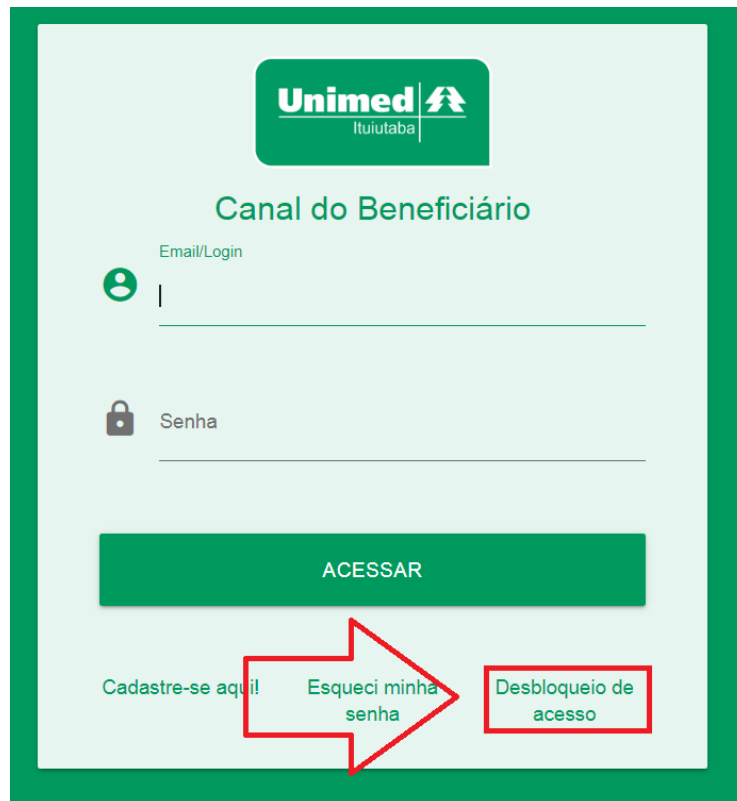 Unimed
Ituiutaba
Canal do Beneficiário
Email/Login
Senha
ACESSAR
Cadastre-se aqui!
Esqueci minha
senha
Desbloqueio de
acesso